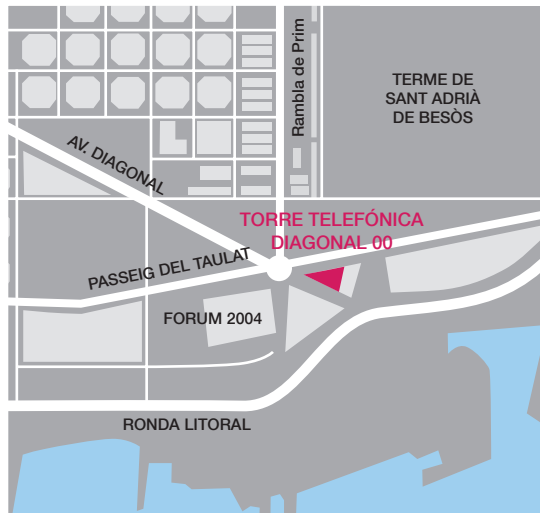 Rambla de Prim
TERME DE
SANT ADRIÀ
DE BESÒS
AV. DIAGONAL
TORRE TELEFÓNICA
DIAGONAL 00
PASSEIG DEL TAULAT
FORUM 2004
RONDA LITORAL